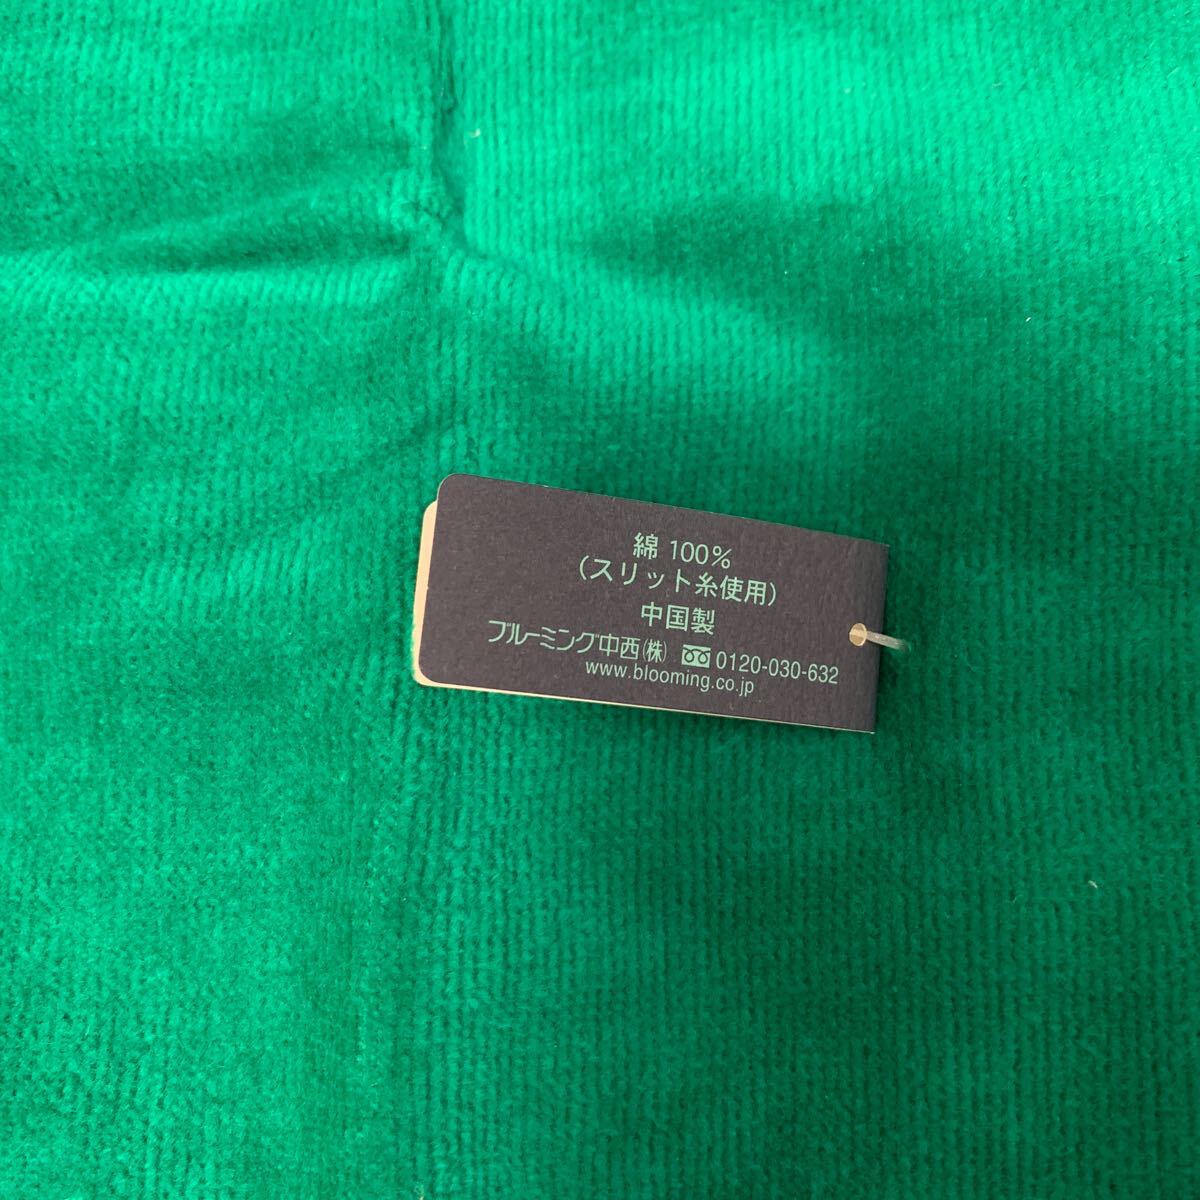 綿 100%
(スリット糸使用)
中国製
ブルーミング中西(株) 0120-030-632
www.blooming.co.jp